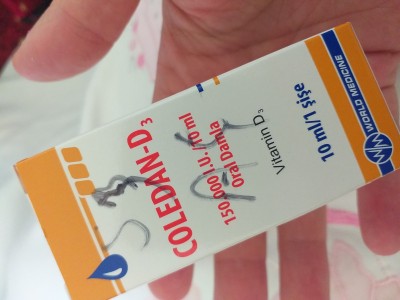 COLEDAN-D₃
150.000 I.U./10 ml
Oral Damla
Vitamin D₃
10 ml/1 şişe
WORLD MEDICINE